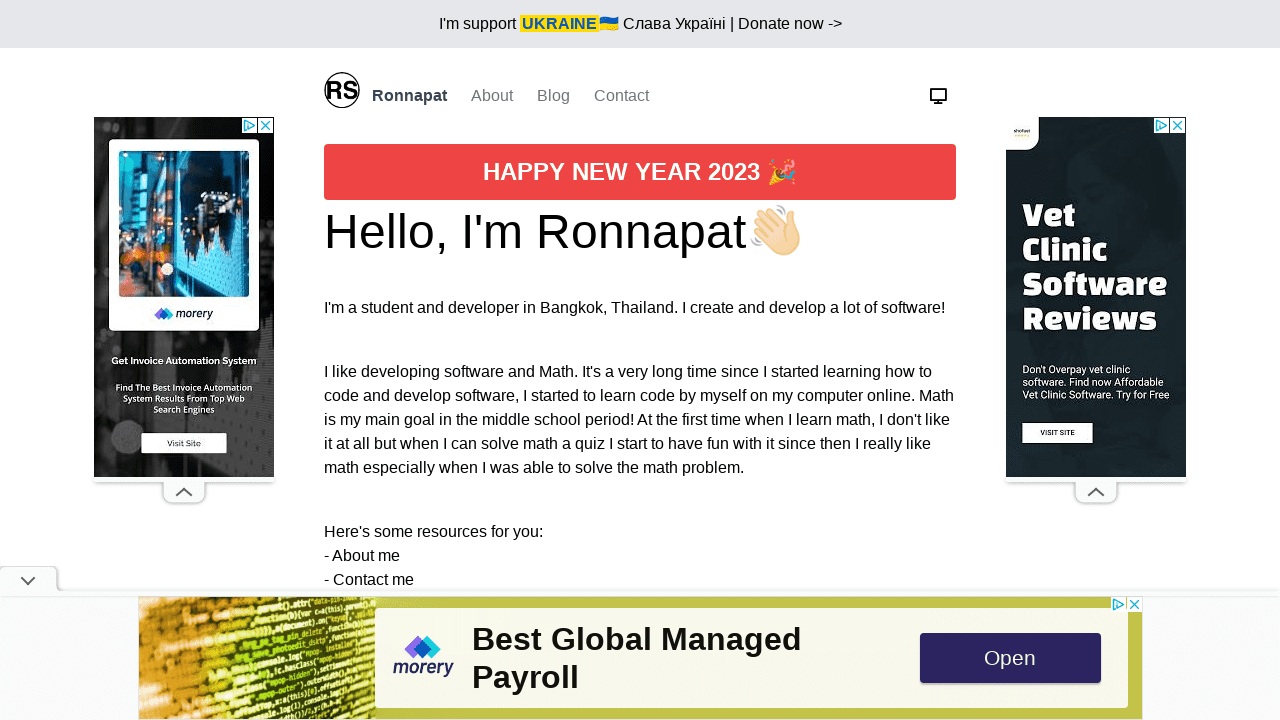 I'm support UKRAINE🇺🇦 Слава Україні | Donate now ->
RS
Ronnapat About Blog Contact
HAPPY NEW YEAR 2023 🎉
Hello, I'm Ronnapat👋🏻
I'm a student and developer in Bangkok, Thailand. I create and develop a lot of software!
I like developing software and Math. It's a very long time since I started learning how to
code and develop software, I started to learn code by myself on my computer online. Math
is my main goal in the middle school period! At the first time when I learn math, I don't like
it at all but when I can solve math a quiz I start to have fun with it since then I really like
math especially when I was able to solve the math problem.
Here's some resources for you:
- About me
- Contact me
morery
Get Invoice Automation System
Find The Best Invoice Automation
System Results From Top Web
Search Engines
Visit Site
Vet
Clinic
Software
Reviews
Don't Overpay vet clinic
software. Find now Affordable
Vet Clinic Software. Try for Free
VISIT SITE
morery
Best Global Managed
Payroll
Open